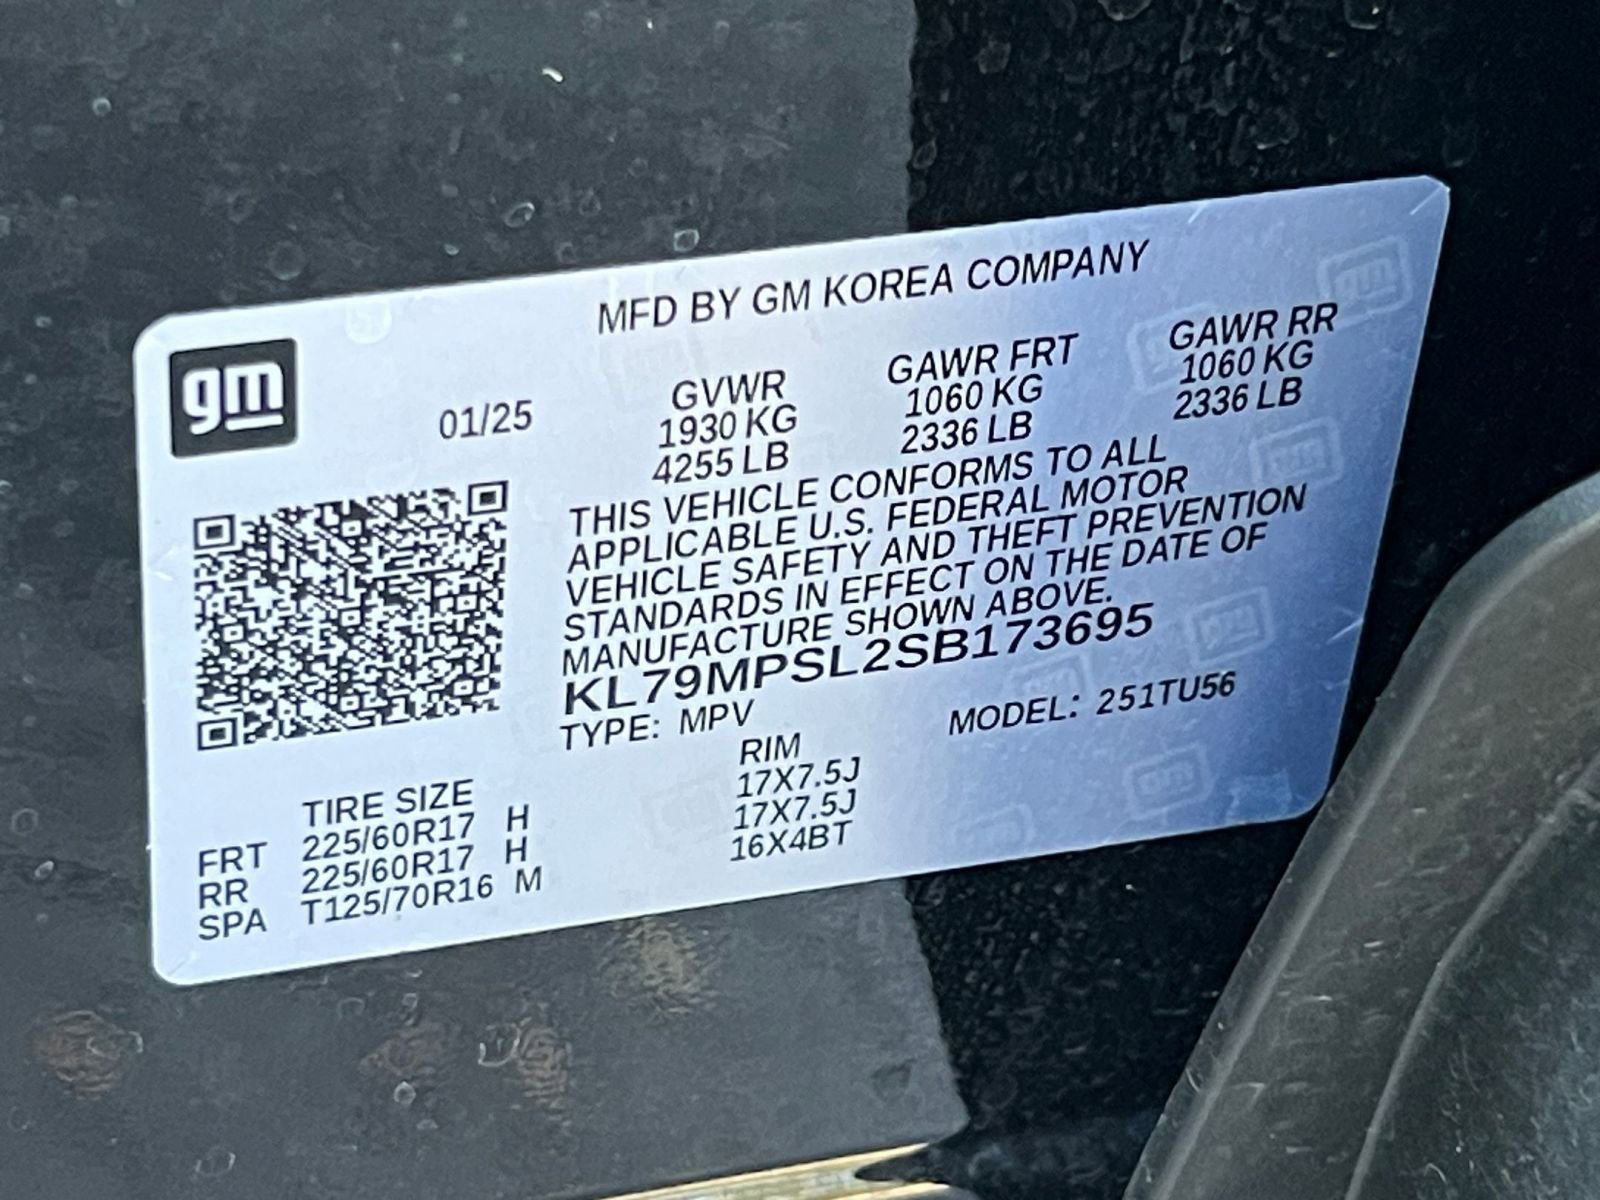 MFD BY GM KOREA COMPANY
gm
01/25
GVWR
1930 KG
4255 LB
GAWR FRT
1060 KG
2336 LB
GAWR RR
1060 KG
2336 LB
THIS VEHICLE CONFORMS TO ALL
APPLICABLE U.S. FEDERAL MOTOR
VEHICLE SAFETY AND THEFT PREVENTION
STANDARDS IN EFFECT ON THE DATE OF
MANUFACTURE SHOWN ABOVE.
KL79MPSL2SB173695
TYPE: MPV
MODEL: 251TU56
TIRE SIZE RIM
FRT 225/60R17 H 17X7.5J
RR 225/60R17 H 17X7.5J
SPA T125/70R16 M 16X4BT